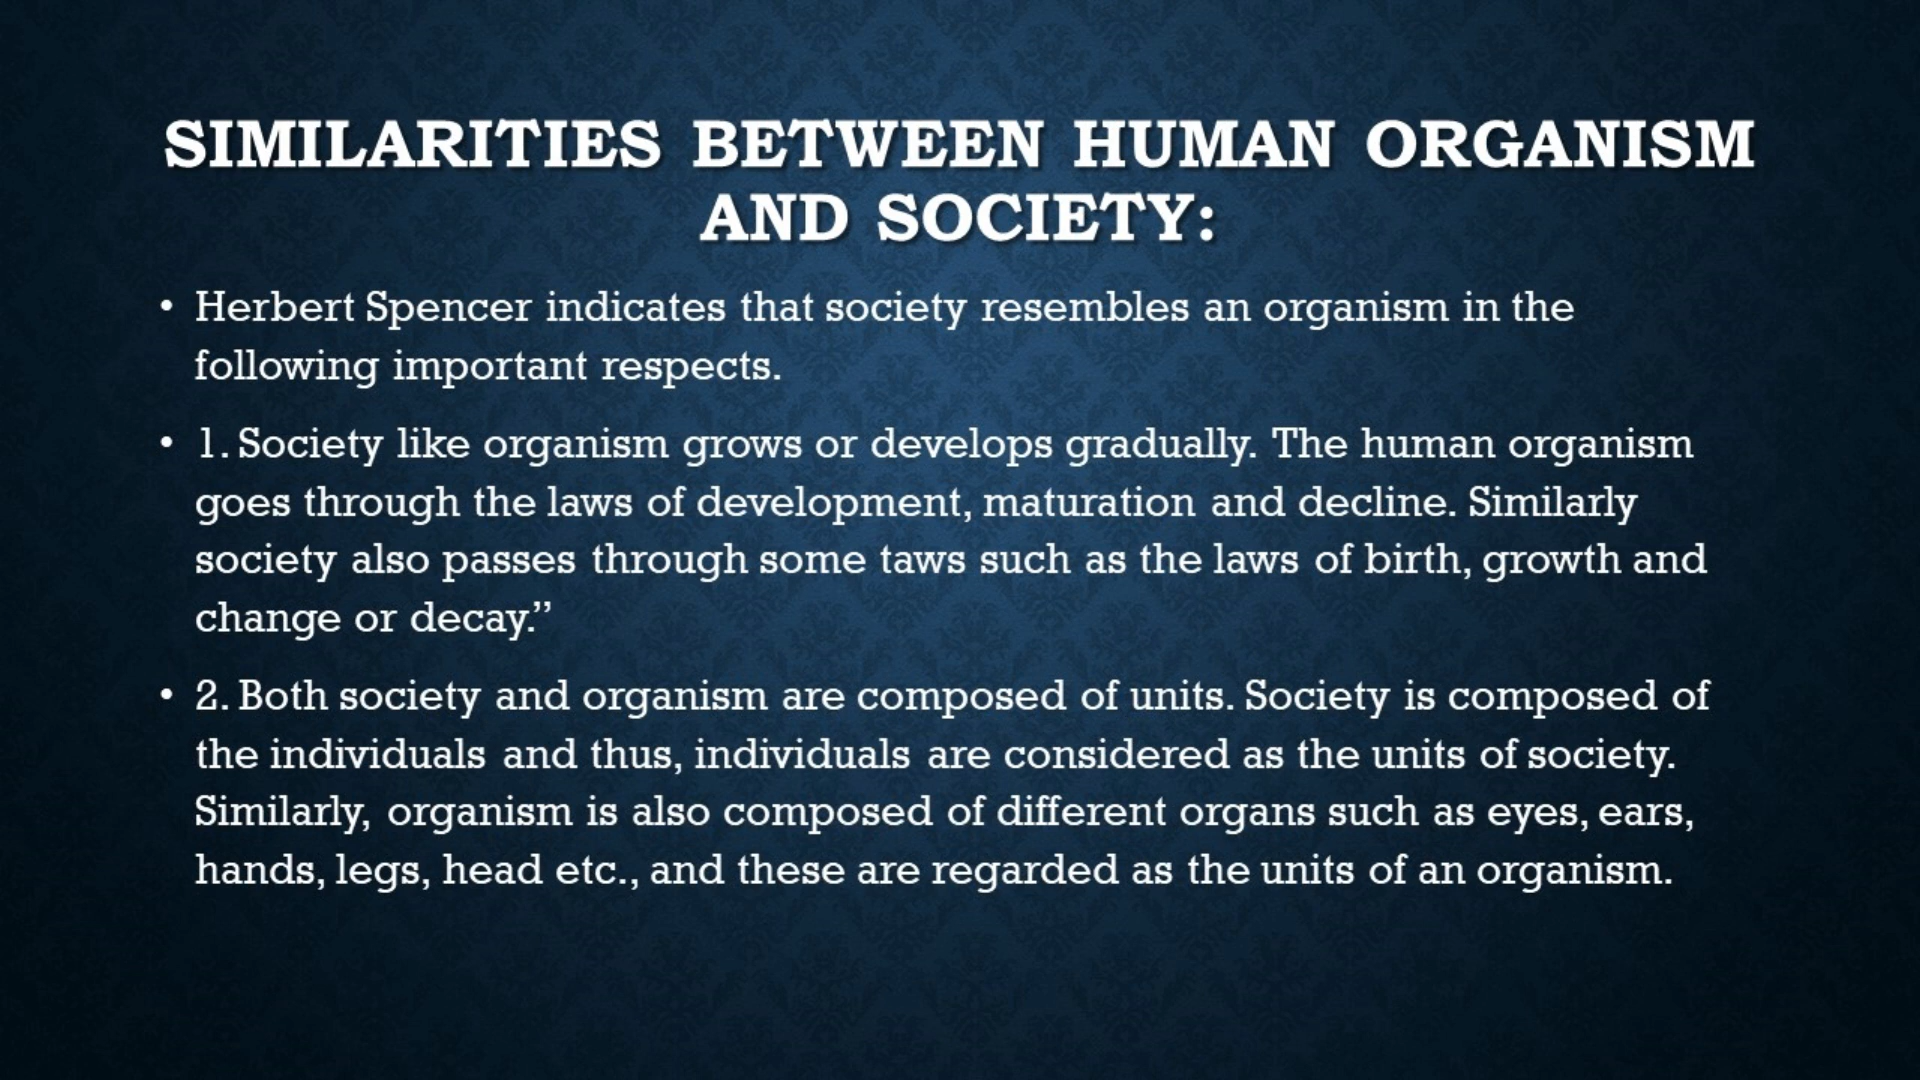 SIMILARITIES BETWEEN HUMAN ORGANISM
AND SOCIETY:
• Herbert Spencer indicates that society resembles an organism in the
following important respects.
• 1. Society like organism grows or develops gradually. The human organism
goes through the laws of development, maturation and decline. Similarly
society also passes through some taws such as the laws of birth, growth and
change or decay.”
• 2. Both society and organism are composed of units. Society is composed of
the individuals and thus, individuals are considered as the units of society.
Similarly, organism is also composed of different organs such as eyes, ears,
hands, legs, head etc., and these are regarded as the units of an organism.